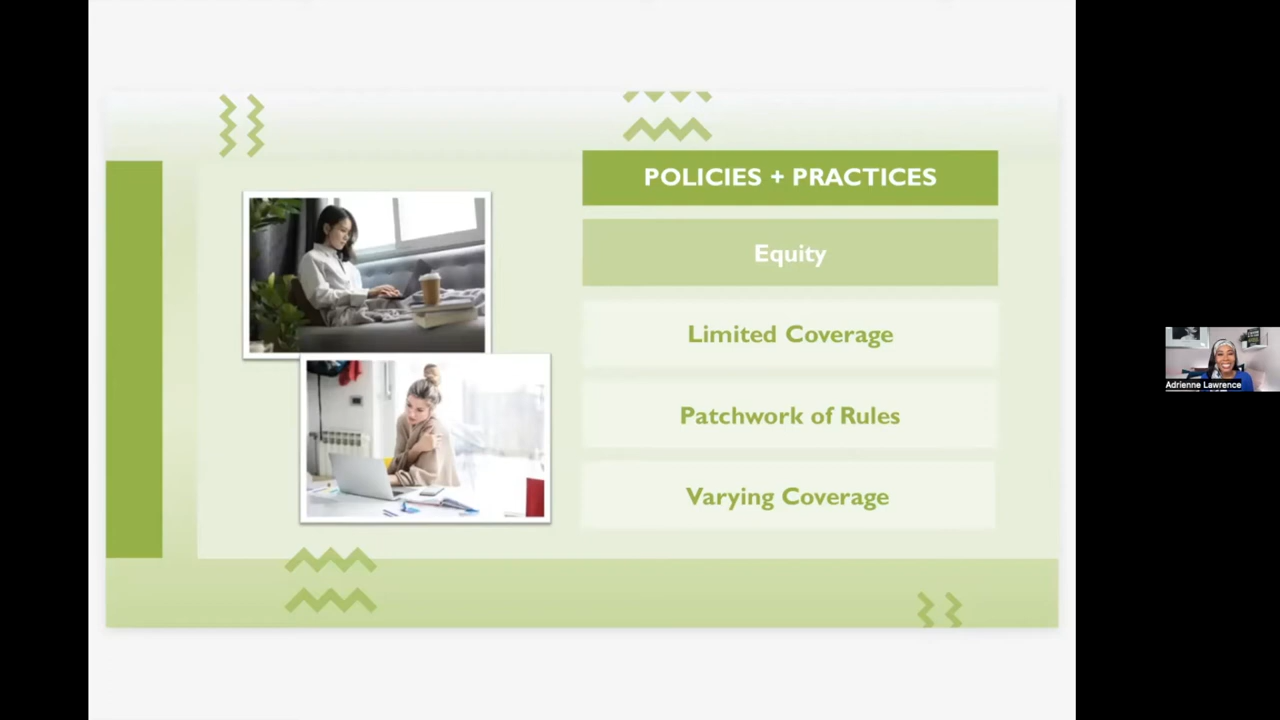 POLICIES + PRACTICES
Equity
Limited Coverage
Patchwork of Rules
Varying Coverage
Adrienne Lawrence